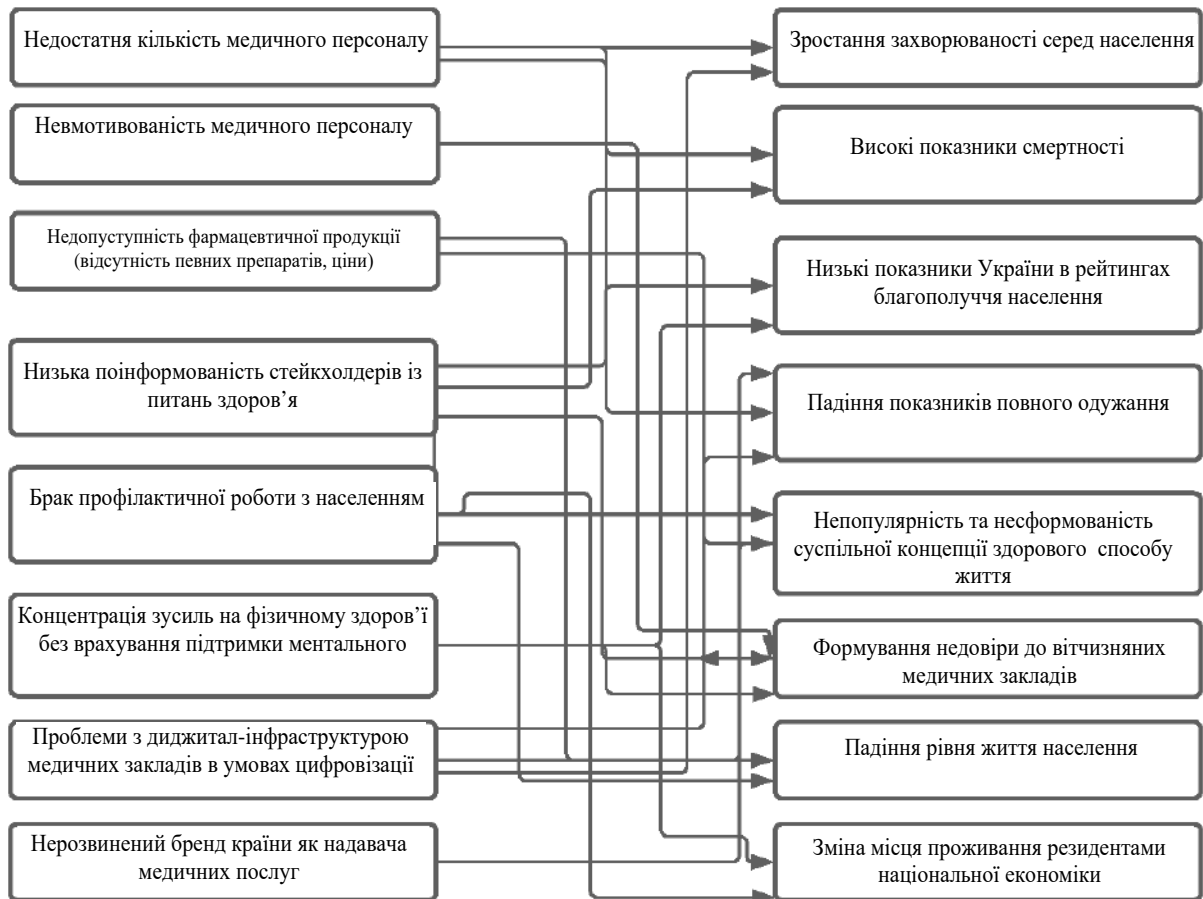 Недостатня кількість медичного персоналу
Невмотивованість медичного персоналу
Недопуступність фармацевтичної продукції
(відсутність певних препаратів, ціни)
Низька поінформованість стейкхолдерів із
питань здоров’я
Брак профілактичної роботи з населенням
Концентрація зусиль на фізичному здоров’ї
без врахування підтримки ментального
Проблеми з диджитал-інфраструктурою
медичних закладів в умовах цифровізації
Нерозвинений бренд країни як надавача
медичних послуг
Зростання захворюваності серед населення
Високі показники смертності
Низькі показники України в рейтингах
благополуччя населення
Падіння показників повного одужання
Непопулярність та несформованість
суспільної концепції здорового способу
життя
Формування недовіри до вітчизняних
медичних закладів
Падіння рівня життя населення
Зміна місця проживання резидентами
національної економіки